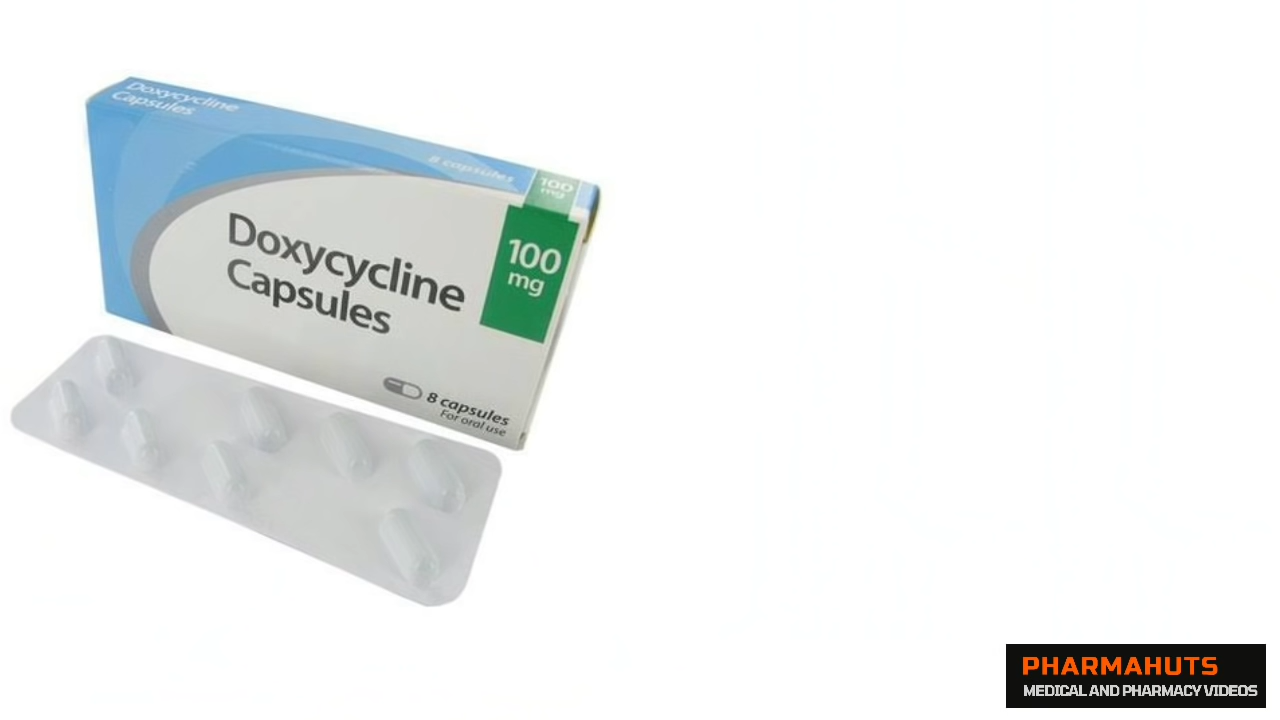 Doxycycline
Capsules
8 capsules
100
mg
Doxycycline
Capsules
100
mg
8 capsules
For oral use
PHARMAHUTS
MEDICAL AND PHARMACY VIDEOS